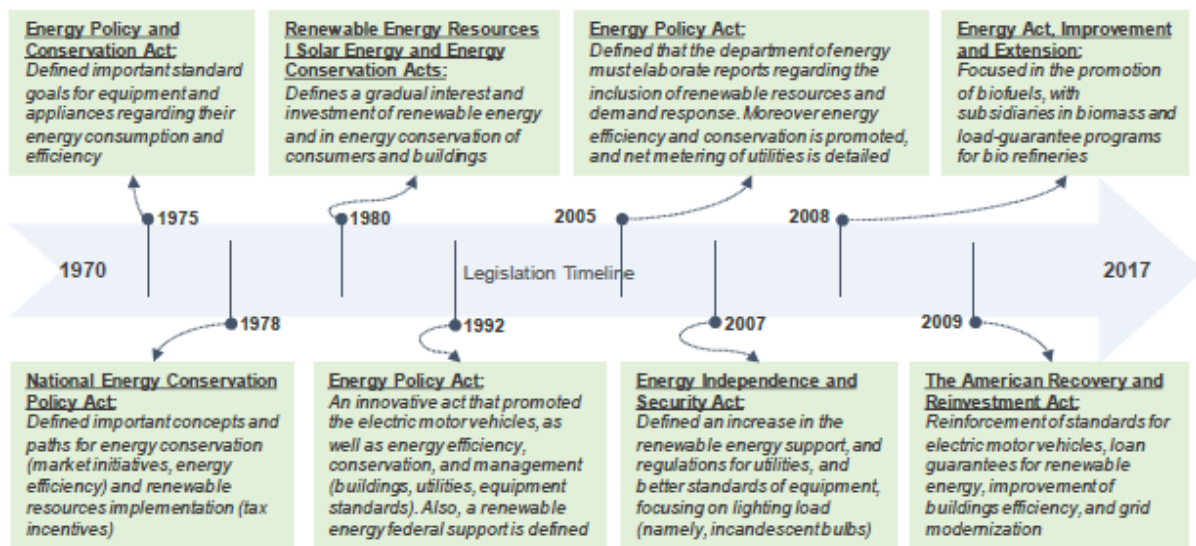 Energy Policy and
Conservation Act:
Defined important standard
goals for equipment and
appliances regarding their
energy consumption and
efficiency
Renewable Energy Resources
I Solar Energy and Energy
Conservation Acts:
Defines a gradual interest and
investment of renewable energy
and in energy conservation of
consumers and buildings
Energy Policy Act:
Defined that the department of energy
must elaborate reports regarding the
inclusion of renewable resources and
demand response. Moreover energy
efficiency and conservation is promoted,
and net metering of utilities is detailed
Energy Act, Improvement
and Extension:
Focused in the promotion
of biofuels, with
subsidiaries in biomass and
load-guarantee programs
for bio refineries
1975
1980
2005
2008
1970
Legislation Timeline
2017
1978
1992
2007
2009
National Energy Conservation
Policy Act:
Defined important concepts and
paths for energy conservation
(market initiatives, energy
efficiency) and renewable
resources implementation (tax
incentives)
Energy Policy Act:
An innovative act that promoted
the electric motor vehicles, as
well as energy efficiency,
conservation, and management
(buildings, utilities, equipment
standards). Also, a renewable
energy federal support is defined
Energy Independence and
Security Act:
Defined an increase in the
renewable energy support, and
regulations for utilities, and
better standards of equipment,
focusing on lighting load
(namely, incandescent bulbs)
The American Recovery and
Reinvestment Act:
Reinforcement of standards for
electric motor vehicles, loan
guarantees for renewable
energy, improvement of
buildings efficiency, and grid
modernization